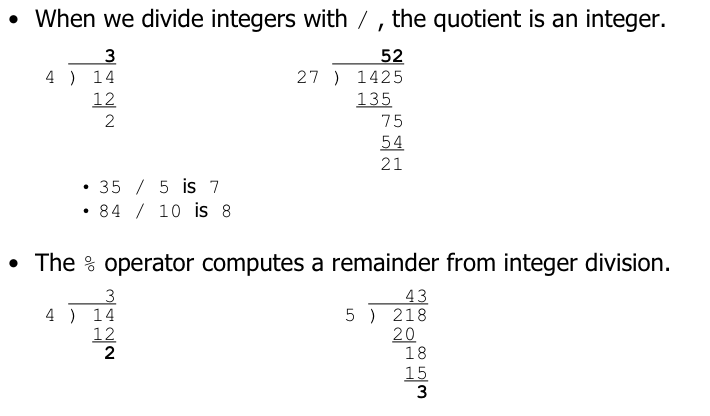 • When we divide integers with / , the quotient is an integer.
3 52
4 ) 14 27 ) 1425
12 135
2 75
54
21
• 35 / 5 is 7
• 84 / 10 is 8
• The % operator computes a remainder from integer division.
3 43
4 ) 14 5 ) 218
12 20
2 18
15
3